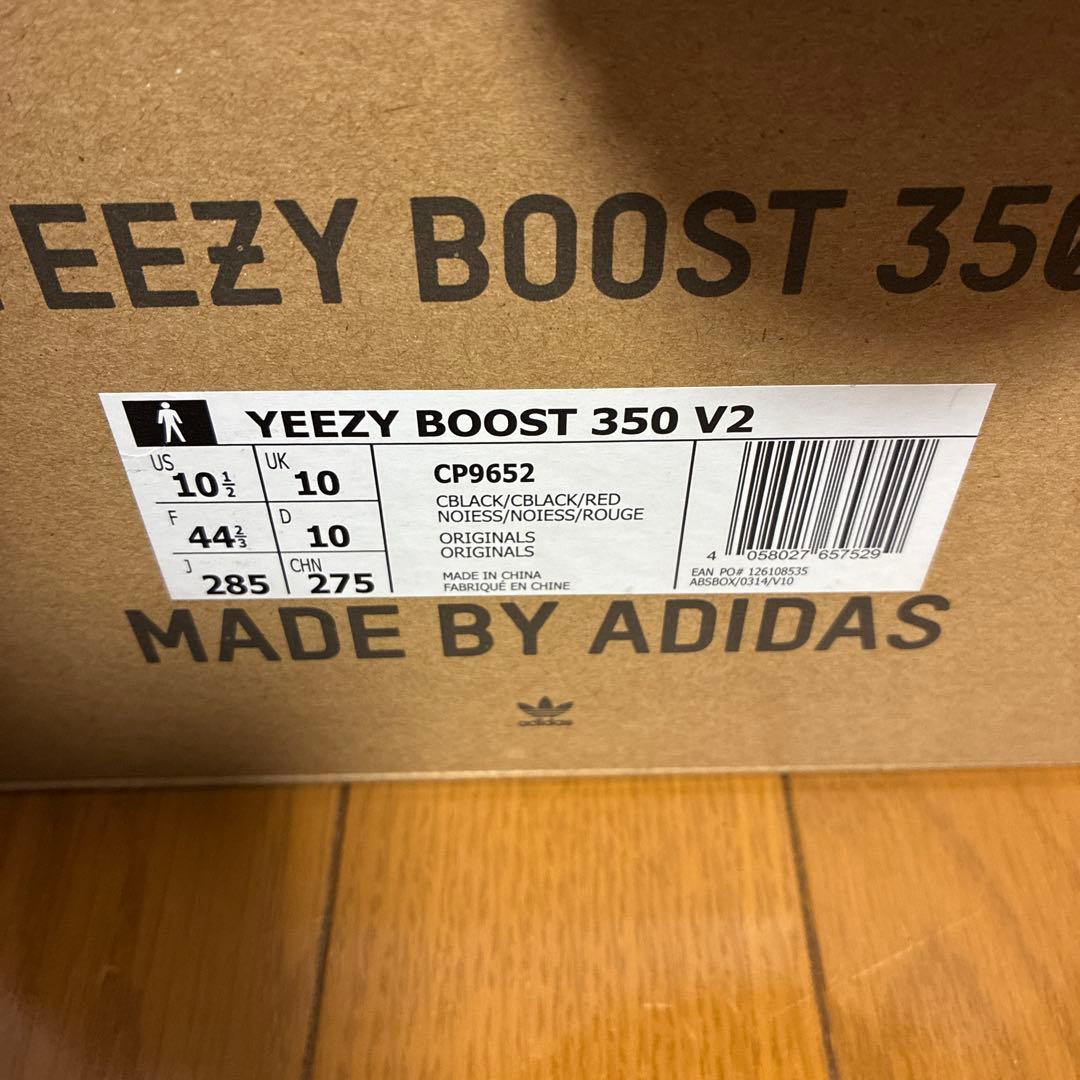 YEEZY BOOST 350
YEEZY BOOST 350 V2
US 10 1/2 UK 10
F 44 2/3 D 10
J 285 CHN 275
CP9652
CBLACK/CBLACK/RED
NOIESS/NOIESS/ROUGE
ORIGINALS
ORIGINALS
MADE IN CHINA
FABRIQUÉ EN CHINE
4 058027 657529
EAN PO# 126108535
ABSBOX/0314/V10
MADE BY ADIDAS
adidas